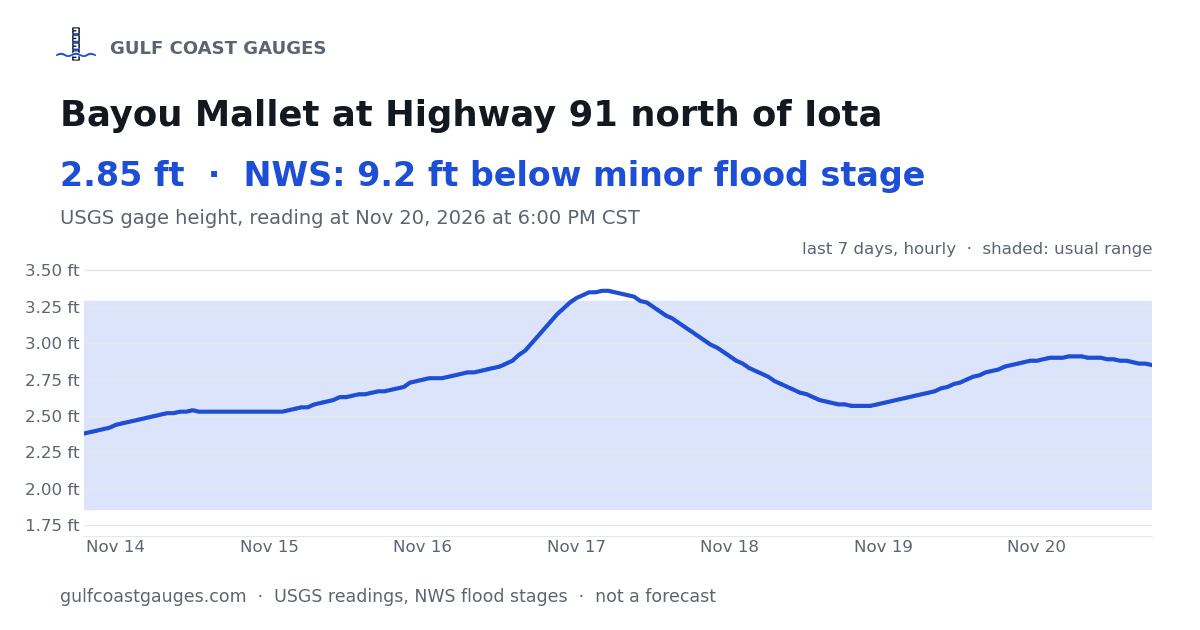 GULF COAST GAUGES
Bayou Mallet at Highway 91 north of Iota
2.85 ft · NWS: 9.2 ft below minor flood stage
USGS gage height, reading at Nov 20, 2026 at 6:00 PM CST
last 7 days, hourly · shaded: usual range
3.50 ft
3.25 ft
3.00 ft
2.75 ft
2.50 ft
2.25 ft
2.00 ft
1.75 ft
Nov 14 Nov 15 Nov 16 Nov 17 Nov 18 Nov 19 Nov 20
gulfcoastgauges.com · USGS readings, NWS flood stages · not a forecast